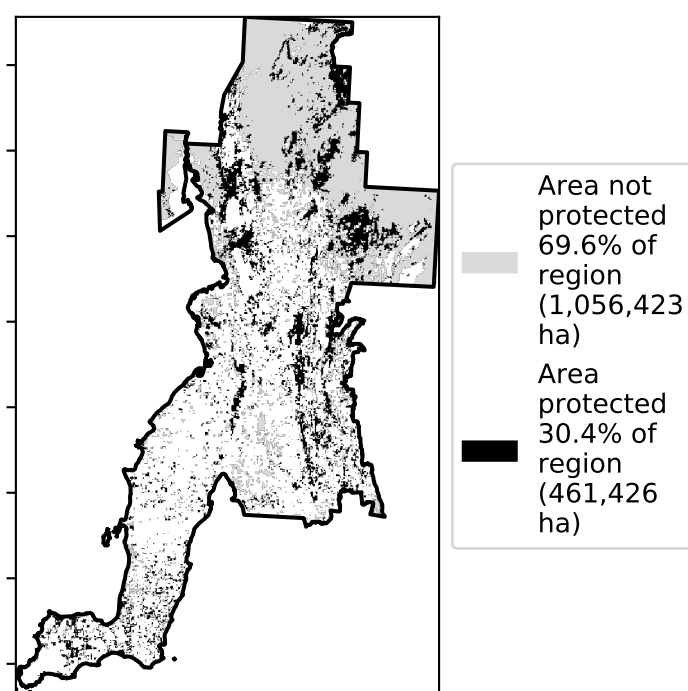 Area not
protected
69.6% of
region
(1,056,423
ha)
Area
protected
30.4% of
region
(461,426
ha)